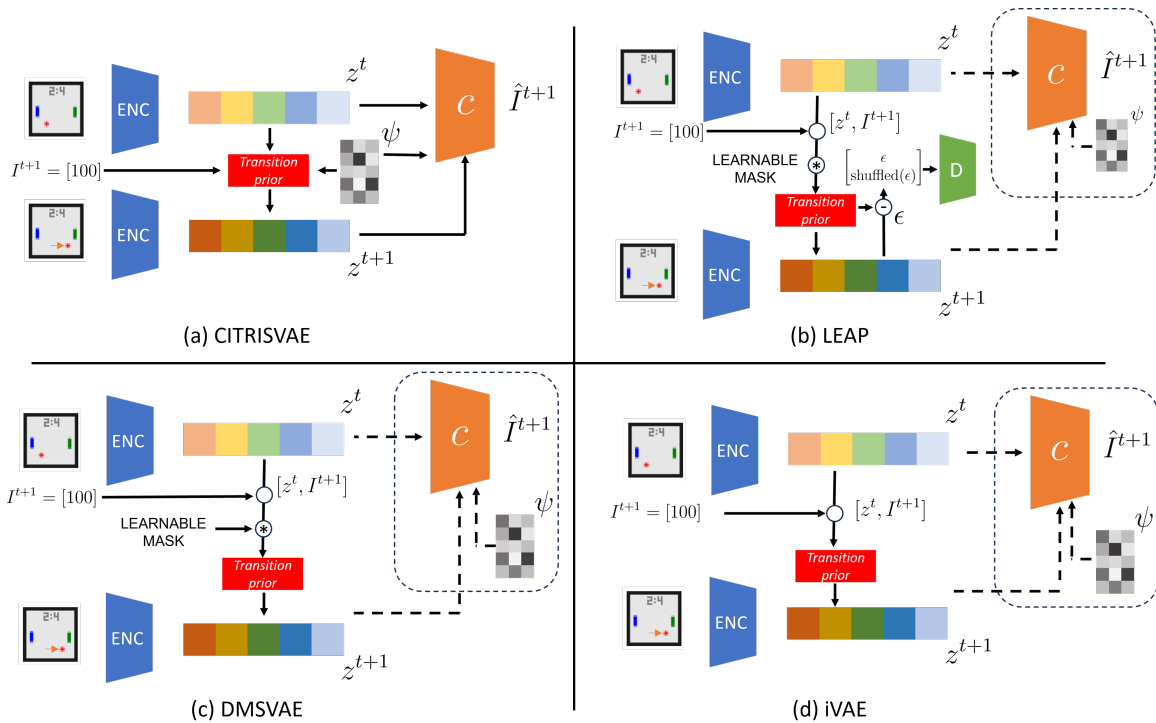 2:4
ENC
z^t
c
Î^{t+1}
ψ
I^{t+1} = [100]
Transition
prior
2:4
ENC
z^{t+1}
(a) CITRISVAE
2:4
ENC
z^t
c
Î^{t+1}
ψ
I^{t+1} = [100]
[z^t, I^{t+1}]
LEARNABLE
MASK
*
ϵ
shuffled(ϵ)
D
Transition
prior
-
ϵ
2:4
ENC
z^{t+1}
(b) LEAP
2:4
ENC
z^t
c
Î^{t+1}
I^{t+1} = [100]
[z^t, I^{t+1}]
ψ
LEARNABLE
MASK
*
Transition
prior
2:4
ENC
z^{t+1}
(c) DMSVAE
2:4
ENC
z^t
c
Î^{t+1}
I^{t+1} = [100]
[z^t, I^{t+1}]
ψ
Transition
prior
2:4
ENC
z^{t+1}
(d) iVAE